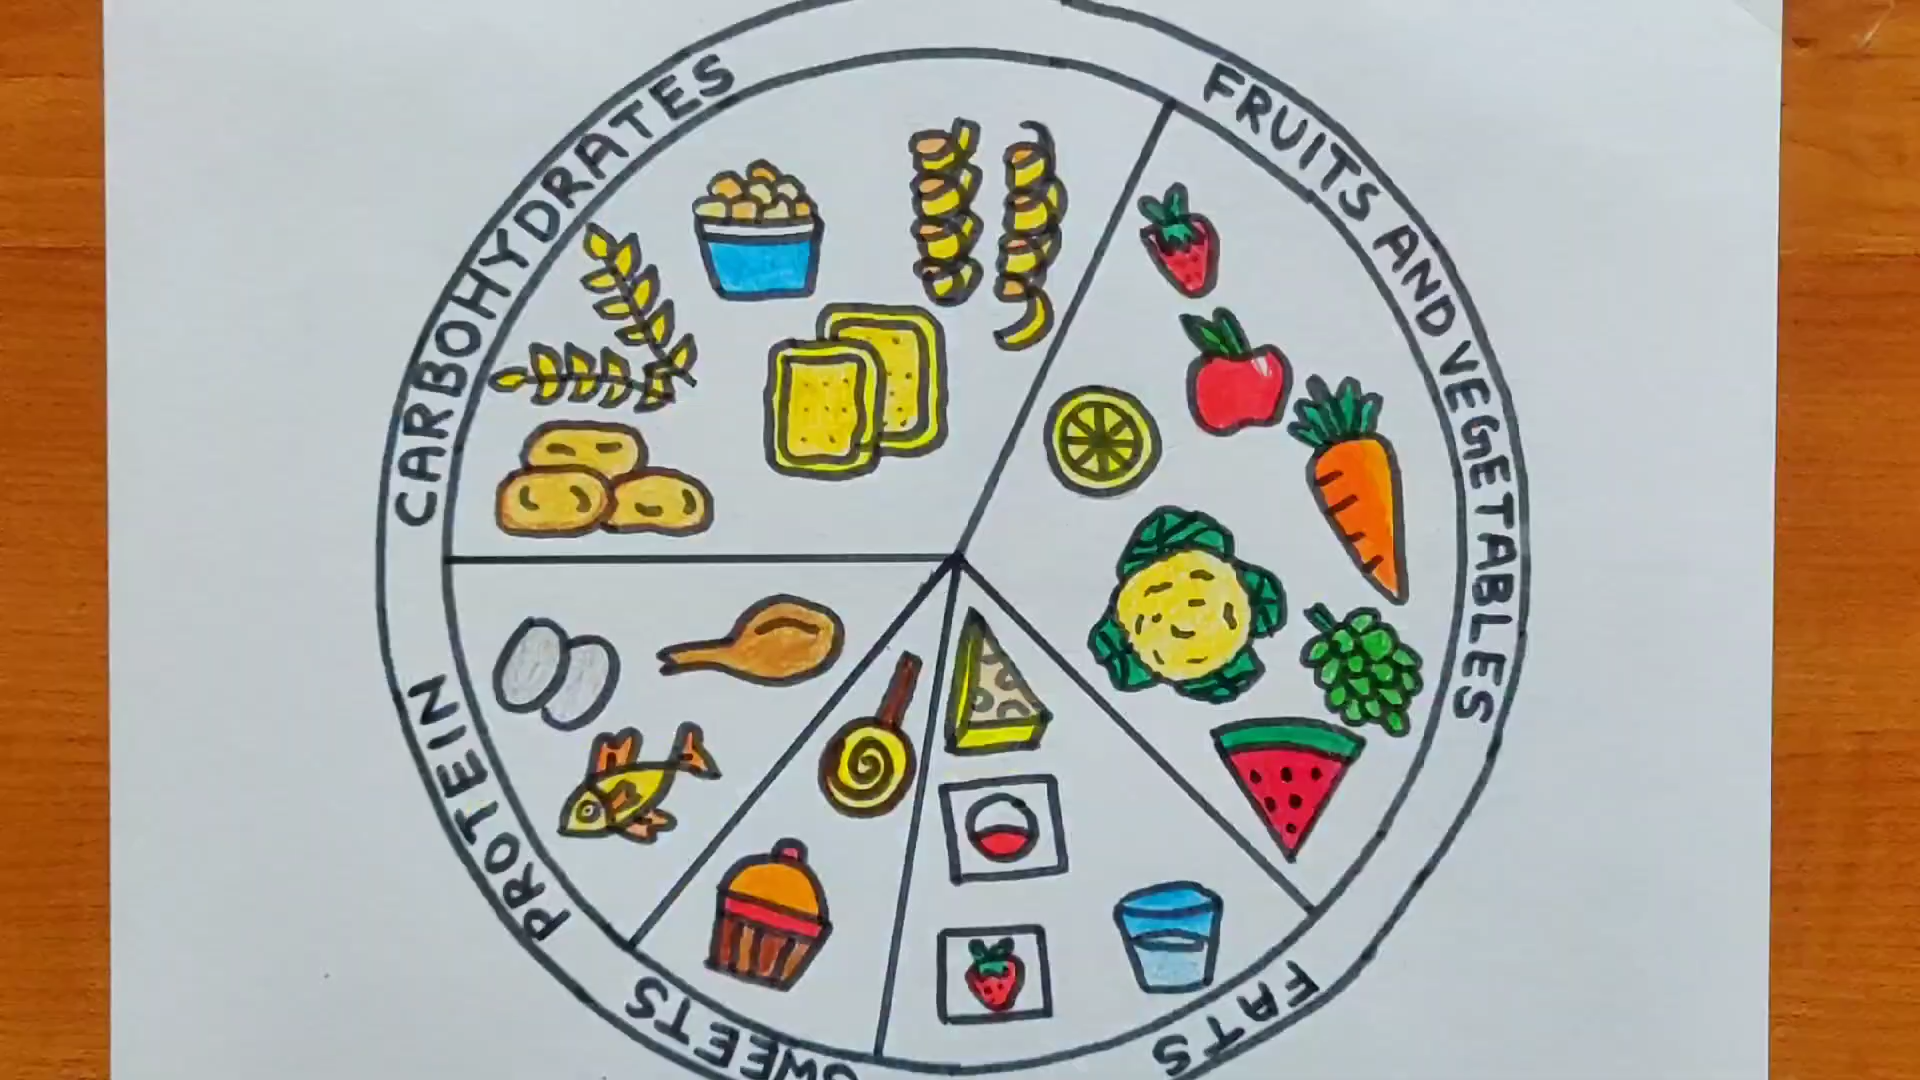 CARBOHYDRATES
FRUITS AND VEGETABLES
PROTEIN
SWEETS
FATS